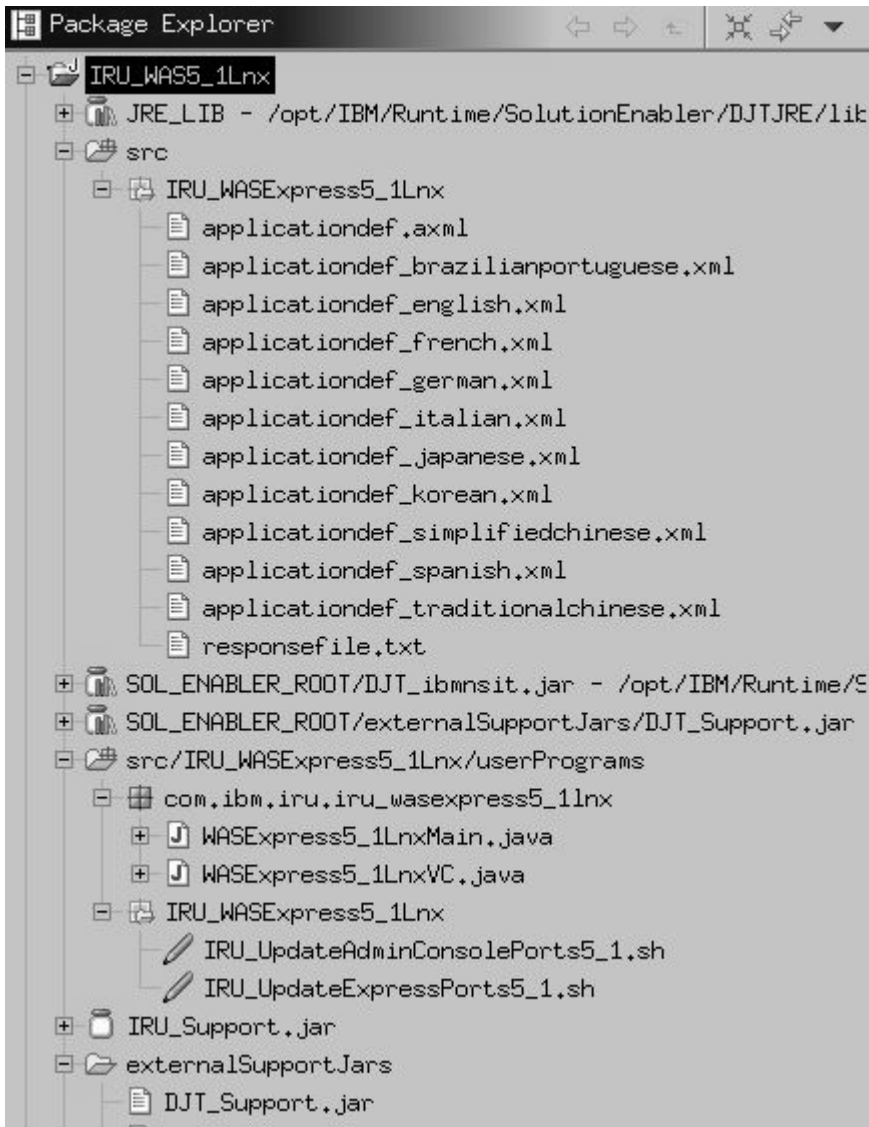 Package Explorer
IRU_WAS5_1Lnx
JRE_LIB - /opt/IBM/Runtime/SolutionEnabler/DJTJRE/lib
src
IRU_WASExpress5_1Lnx
applicationdef.axml
applicationdef_brazilianportuguese.xml
applicationdef_english.xml
applicationdef_french.xml
applicationdef_german.xml
applicationdef_italian.xml
applicationdef_japanese.xml
applicationdef_korean.xml
applicationdef_simplifiedchinese.xml
applicationdef_spanish.xml
applicationdef_traditionalchinese.xml
responsefile.txt
SOL_ENABLER_ROOT/DJT_ibmnsit.jar - /opt/IBM/Runtime/S
SOL_ENABLER_ROOT/externalSupportJars/DJT_Support.jar
src/IRU_WASExpress5_1Lnx/userPrograms
com.ibm.iru.iru_wasexpress5_1lnx
WASExpress5_1LnxMain.java
WASExpress5_1LnxVC.java
IRU_WASExpress5_1Lnx
IRU_UpdateAdminConsolePorts5_1.sh
IRU_UpdateExpressPorts5_1.sh
IRU_Support.jar
externalSupportJars
DJT_Support.jar